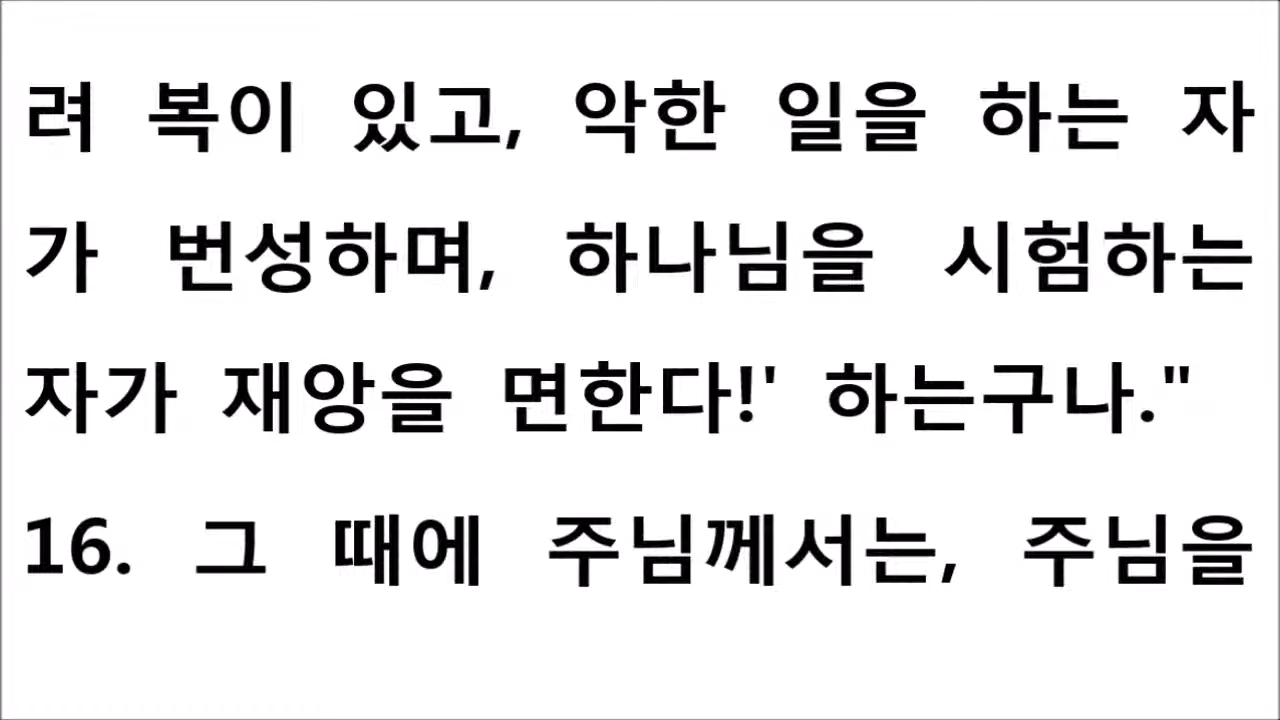 려 복이 있고, 악한 일을 하는 자
가 번성하며, 하나님을 시험하는
자가 재앙을 면한다!' 하는구나."
16. 그 때에 주님께서는, 주님을